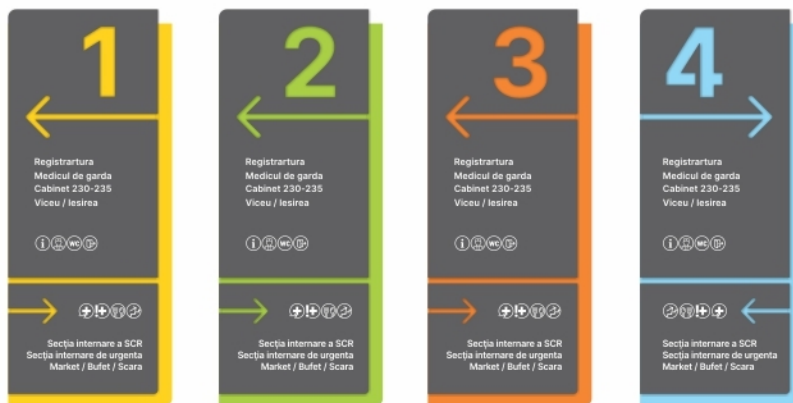 1
Registrartura
Medicul de garda
Cabinet 230-235
Viceu / Iesirea
i WC
Secția internare a SCR
Secția internare de urgenta
Market / Bufet / Scara
2
Registrartura
Medicul de garda
Cabinet 230-235
Viceu / Iesirea
i WC
Secția internare a SCR
Secția internare de urgenta
Market / Bufet / Scara
3
Registrartura
Medicul de garda
Cabinet 230-235
Viceu / Iesirea
i WC
Secția internare a SCR
Secția internare de urgenta
Market / Bufet / Scara
4
Registrartura
Medicul de garda
Cabinet 230-235
Viceu / Iesirea
i WC
Secția internare a SCR
Secția internare de urgenta
Market / Bufet / Scara